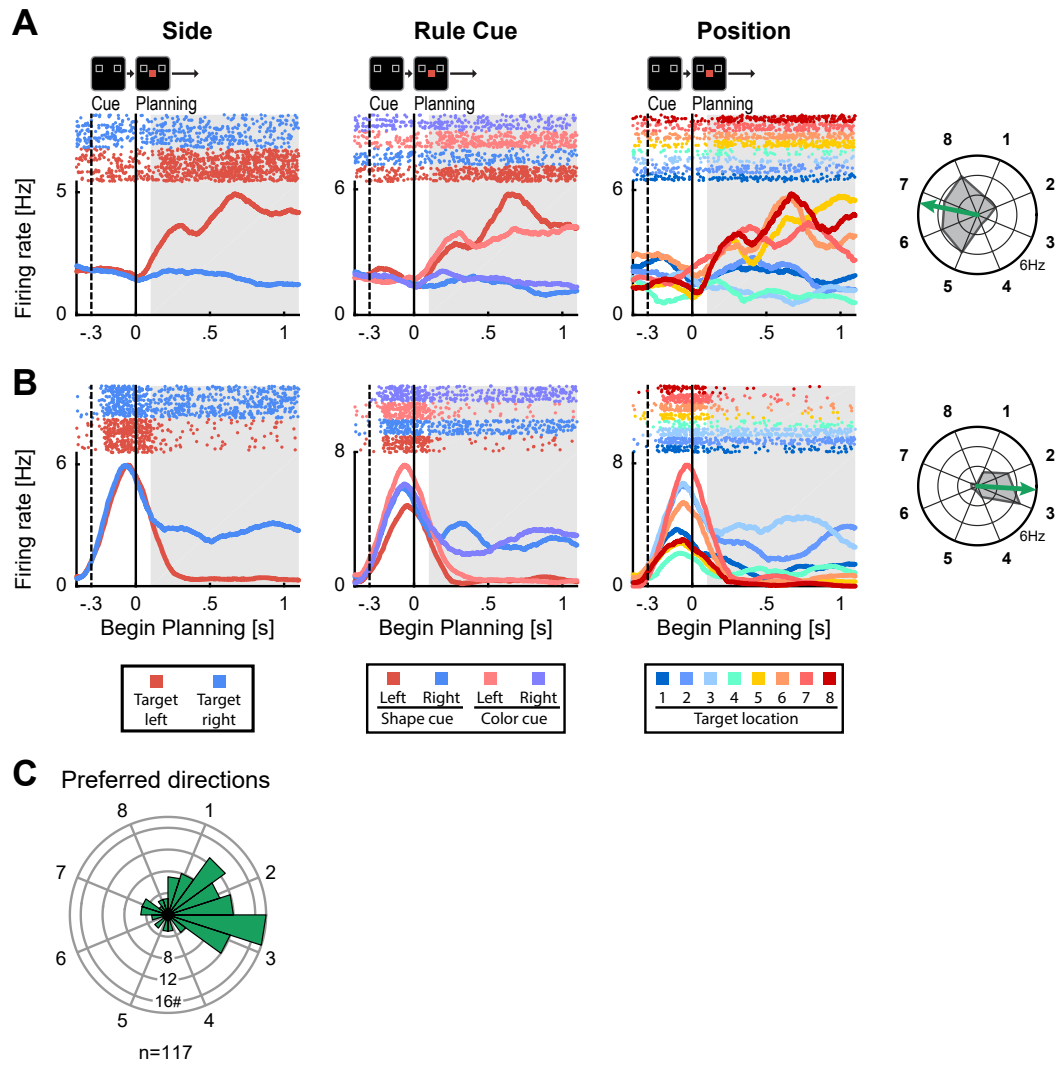 A
Side
Rule Cue
Position
Cue
Planning
Cue
Planning
Cue
Planning
Firing rate [Hz]
5
0
-.3
0
.5
1
6
0
-.3
0
.5
1
6
0
-.3
0
.5
1
8
1
7
2
6
3
5
4
6Hz
B
Firing rate [Hz]
6
0
-.3
0
.5
1
Begin Planning [s]
8
0
-.3
0
.5
1
Begin Planning [s]
8
0
-.3
0
.5
1
Begin Planning [s]
8
1
7
2
6
3
5
4
6Hz
Target left
Target right
Left
Right
Left
Right
Shape cue
Color cue
1 2 3 4 5 6 7 8
Target location
C
Preferred directions
8
1
7
2
6
3
5
4
8
12
16#
n=117